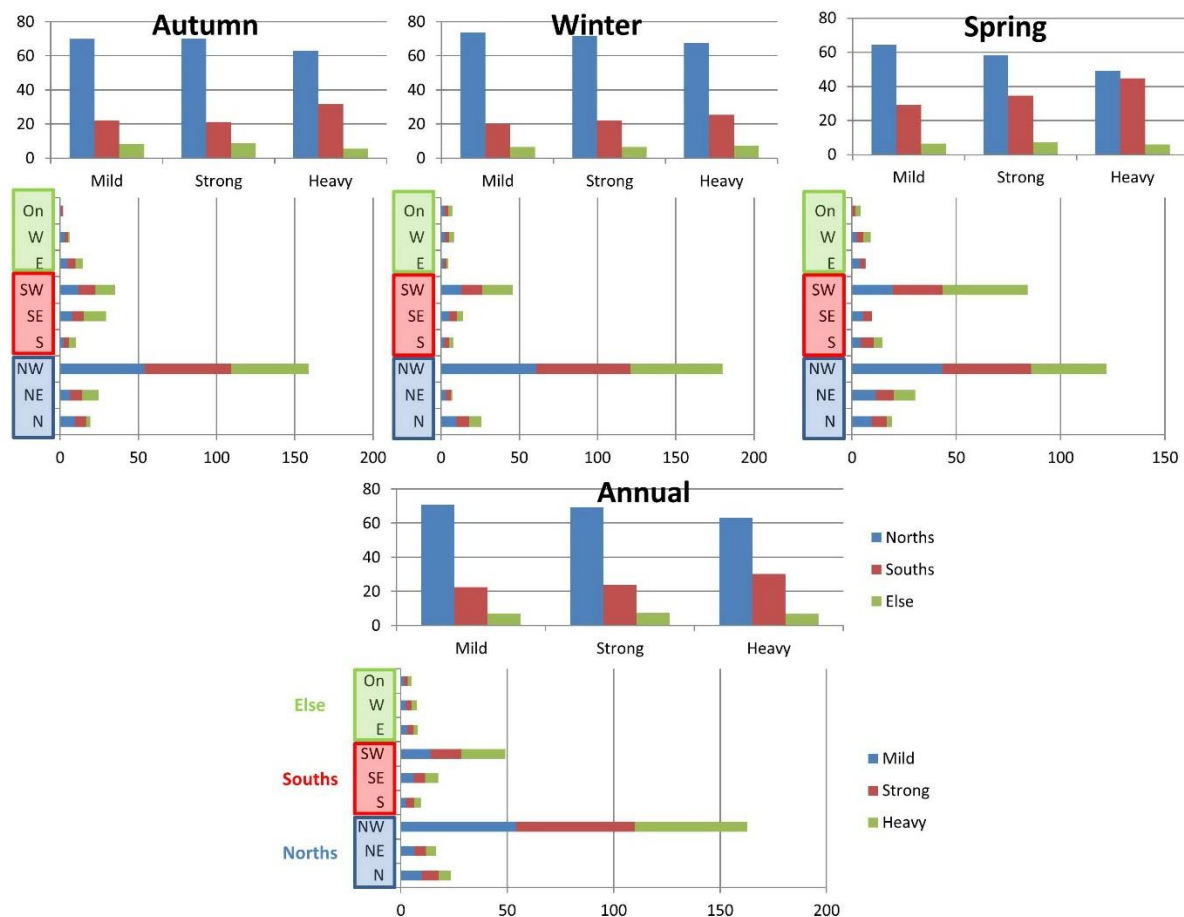 Autumn
80
60
40
20
0
Mild Strong Heavy
On
W
E
SW
SE
S
NW
NE
N
0 50 100 150 200
Winter
80
60
40
20
0
Mild Strong Heavy
On
W
E
SW
SE
S
NW
NE
N
0 50 100 150 200
Spring
80
60
40
20
0
Mild Strong Heavy
On
W
E
SW
SE
S
NW
NE
N
0 50 100 150
Annual
80
60
40
20
0
Mild Strong Heavy
Norths
Souths
Else
Else
Souths
Norths
On
W
E
SW
SE
S
NW
NE
N
0 50 100 150 200
Mild
Strong
Heavy